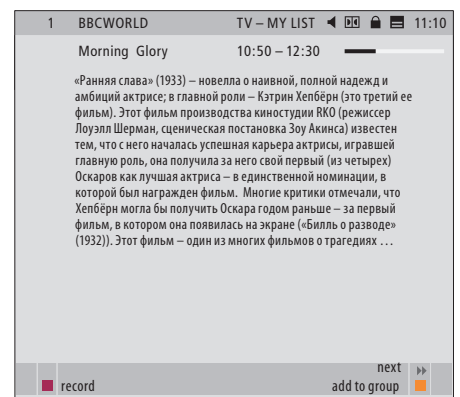 1 BBCWORLD TV – MY LIST 11:10
Morning Glory 10:50 – 12:30
«Ранняя слава» (1933) – новелла о наивной, полной надежд и
амбиций актрисе; в главной роли – Кэтрин Хепбёрн (это третий ее
фильм). Этот фильм производства киностудии RKO (режиссер
Лоуэлл Шерман, сценическая постановка Зоу Акинса) известен
тем, что с него началась успешная карьера актрисы, игравшей
главную роль, она получила за него свой первый (из четырех)
Оскаров как лучшая актриса – в единственной номинации, в
которой был награжден фильм. Многие критики отмечали, что
Хепбёрн могла бы получить Оскара годом раньше – за первый
фильм, в котором она появилась на экране («Билль о разводе»
(1932)). Этот фильм – один из многих фильмов о трагедиях …
next
record add to group